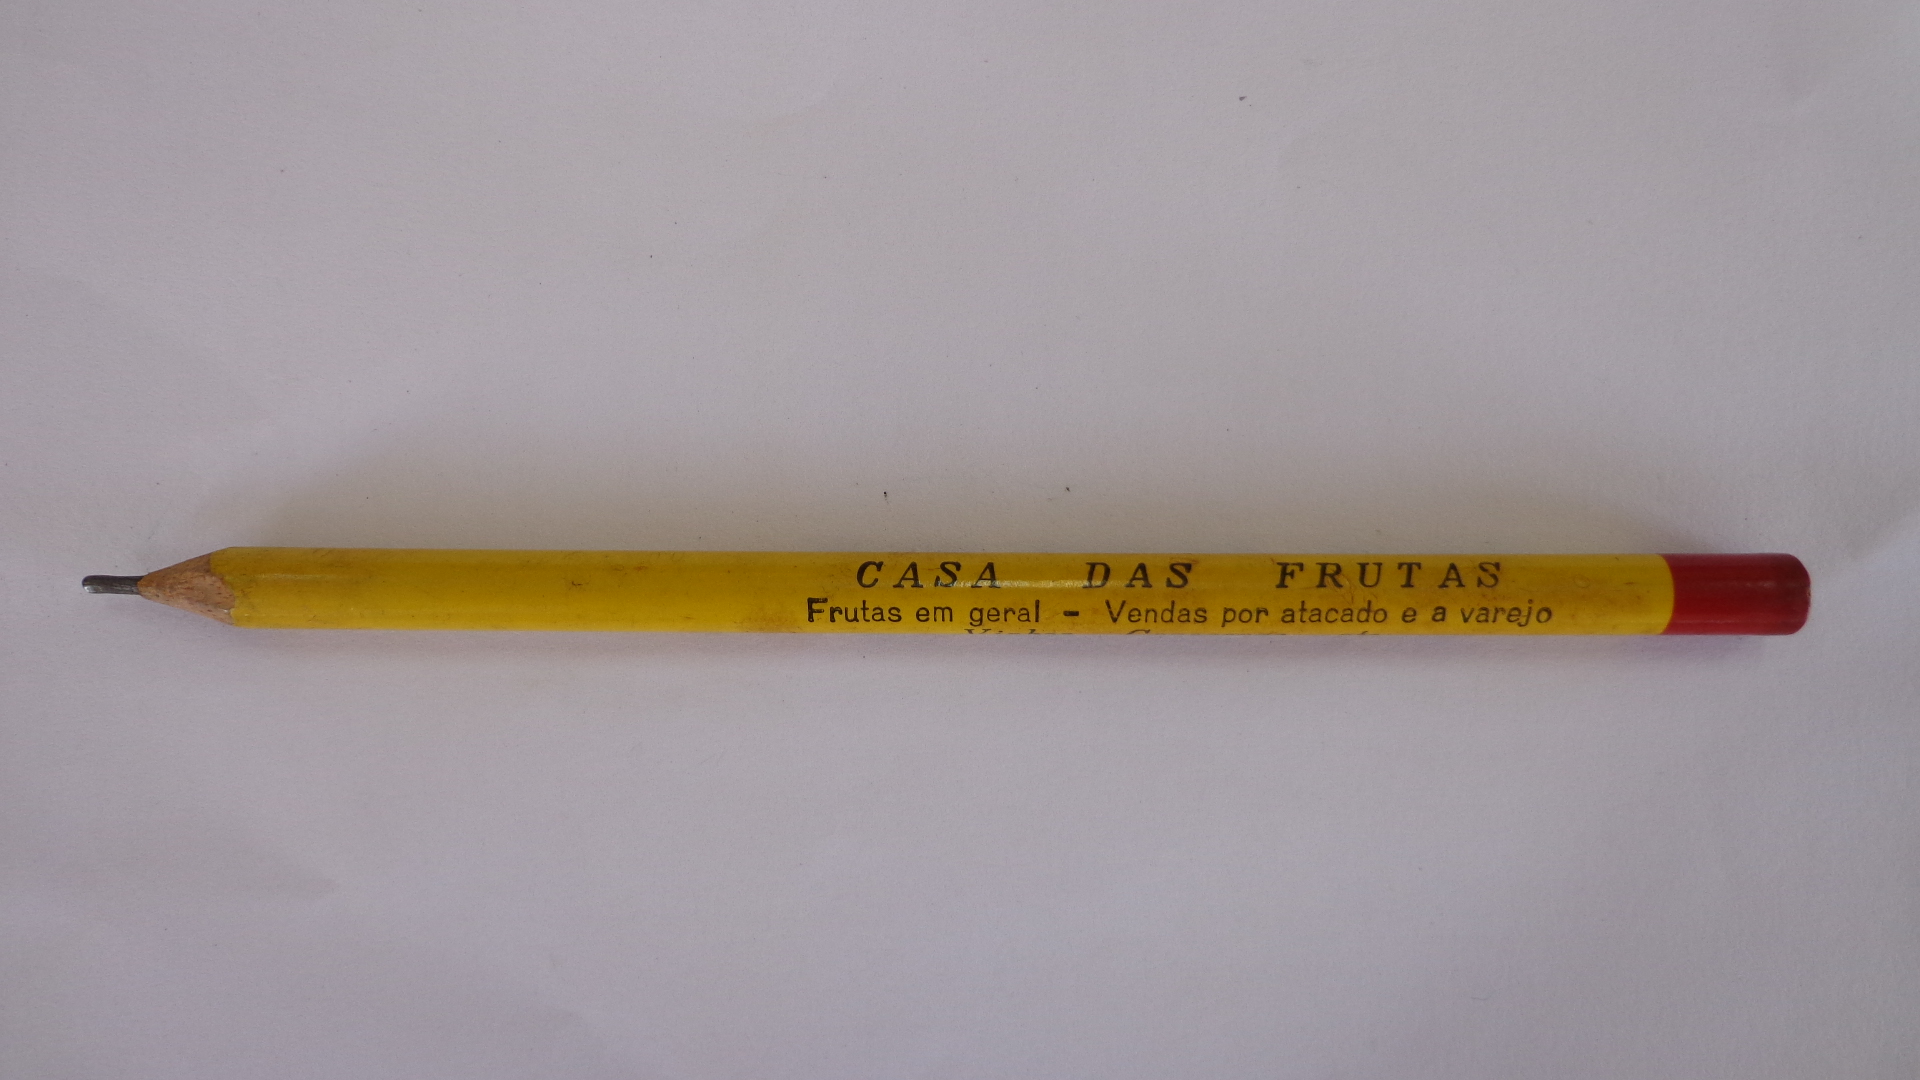 CASA DAS FRUTAS
Frutas em geral - Vendas por atacado e a varejo